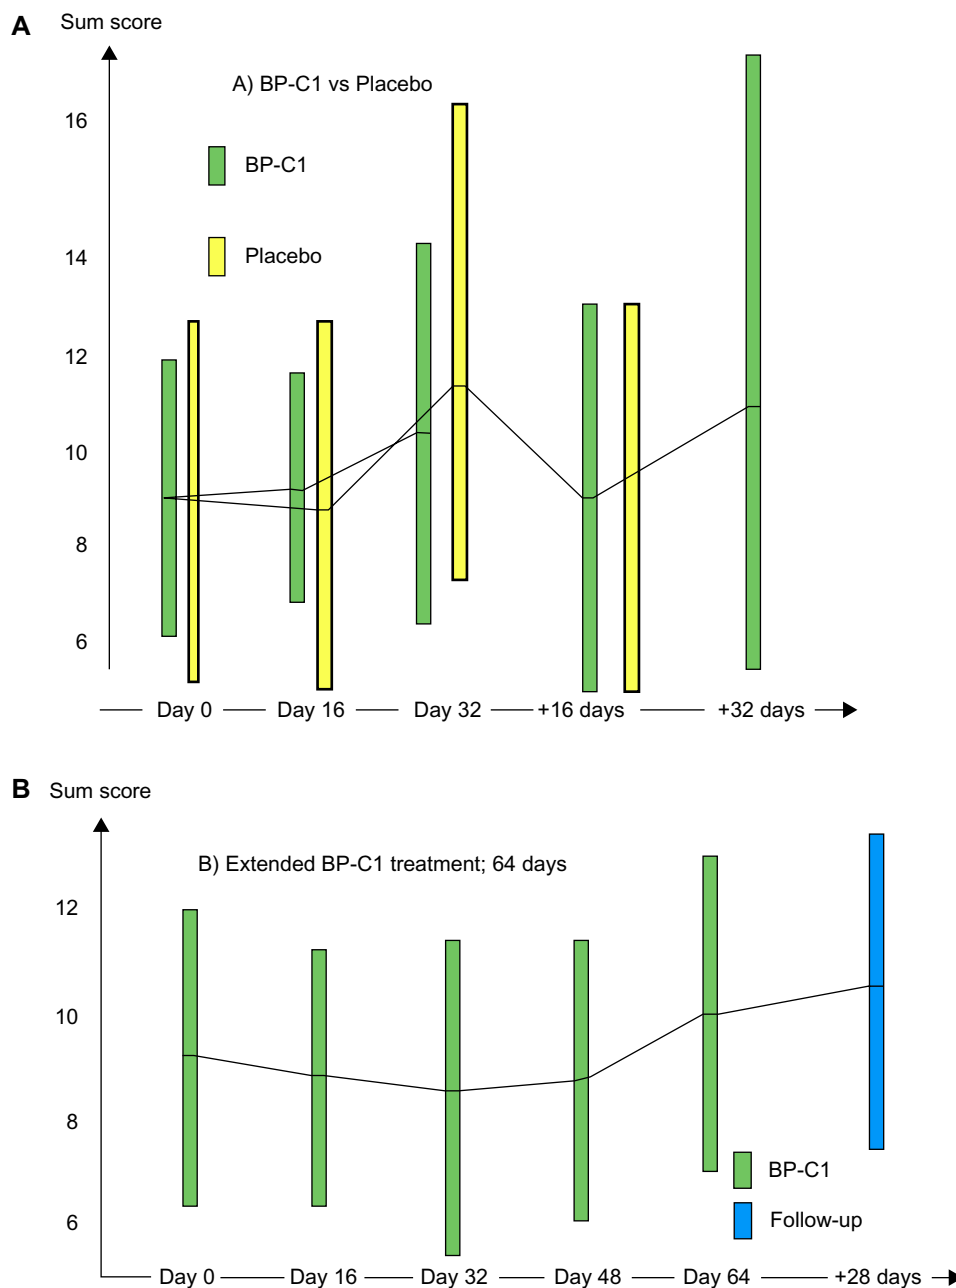 A
Sum score
A) BP-C1 vs Placebo
16
BP-C1
Placebo
14
12
10
8
6
Day 0
Day 16
Day 32
+16 days
+32 days
B
Sum score
B) Extended BP-C1 treatment; 64 days
12
10
8
6
BP-C1
Follow-up
Day 0
Day 16
Day 32
Day 48
Day 64
+28 days